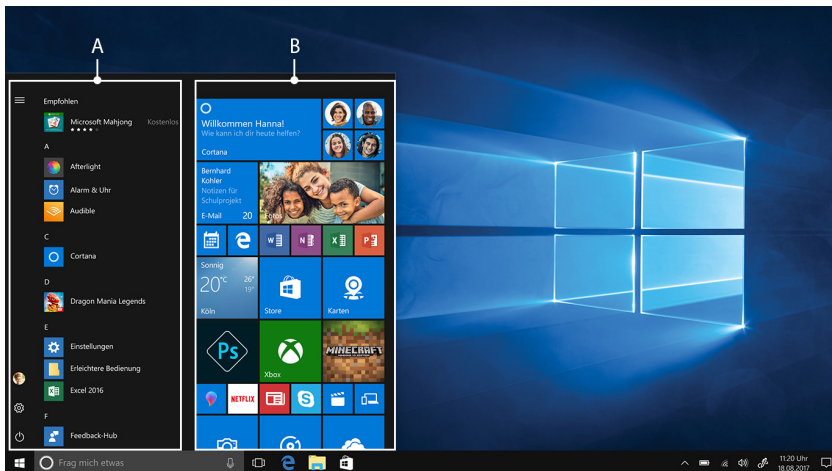 A
B
Empfohlen
Microsoft Mahjong Kostenlos
A
Afterlight
Alarm & Uhr
Audible
C
Cortana
D
Dragon Mania Legends
E
Einstellungen
Erleichtere Bedienung
Excel 2016
F
Feedback-Hub
Willkommen Hanna!
Wie kann ich dir heute helfen?
Cortana
Bernhard
Kohler
Notizen für
Schulprojekt
E-Mail 20
Fotos
W
N
X
P
Sonnig
20°C 26°
19°
Köln
Store
Karten
Ps
Xbox
MINECRAFT
NETFLIX
S
Frag mich etwas
11:20 Uhr
18.08.2017